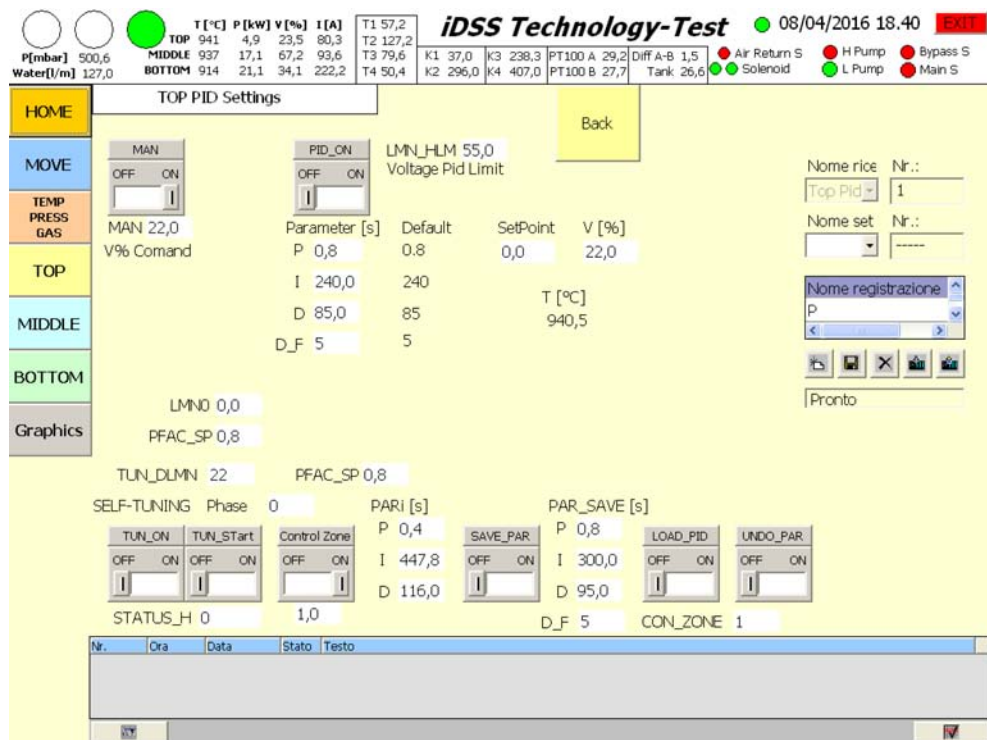 T [°C] P [kW] V [%] I [A]
TOP 941 4,9 23,5 80,3
MIDDLE 937 17,1 67,2 93,6
BOTTOM 914 21,1 34,1 222,2
P[mbar] 500,6
Water[l/m] 127,0
T1 57,2
T2 127,2
T3 79,6
T4 50,4
iDSS Technology-Test
08/04/2016 18.40
EXIT
K1 37,0 K3 238,3 PT100 A 29,2 Diff A-B 1,5
K2 296,0 K4 407,0 PT100 B 27,7 Tank 26,6
Air Return S H Pump Bypass S
Solenoid L Pump Main S
HOME
MOVE
TEMP
PRESS
GAS
TOP
MIDDLE
BOTTOM
Graphics
TOP PID Settings
Back
MAN
OFF ON
PID_ON
OFF ON
LMN_HLM 55,0
Voltage Pid Limit
MAN 22,0
V% Comand
Parameter [s] Default SetPoint V [%]
P 0,8 0.8 0,0 22,0
I 240,0 240
D 85,0 85
D_F 5 5
T [°C]
940,5
Nome rice Nr.:
Top Pid 1
Nome set Nr.:
-----
Nome registrazione
P
Pronto
LMN0 0,0
PFAC_SP 0,8
TUN_DLMN 22 PFAC_SP 0,8
SELF-TUNING Phase 0 PARi [s] PAR_SAVE [s]
TUN_ON TUN_STart Control Zone SAVE_PAR LOAD_PID UNDO_PAR
OFF ON OFF ON OFF ON OFF ON OFF ON OFF ON
P 0,4
I 447,8
D 116,0
P 0,8
I 300,0
D 95,0
STATUS_H 0 1,0 D_F 5 CON_ZONE 1
Nr. Ora Data Stato Testo